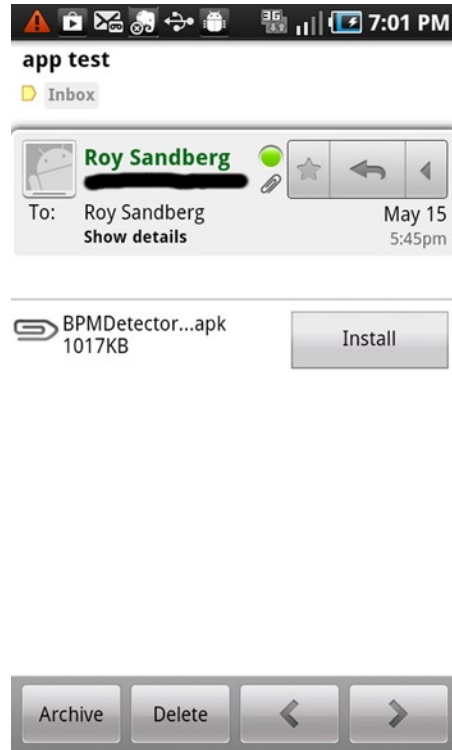 3G 7:01 PM
app test
Inbox
Roy Sandberg
To: Roy Sandberg May 15
Show details 5:45pm
BPMDetector...apk
1017KB
Install
Archive Delete